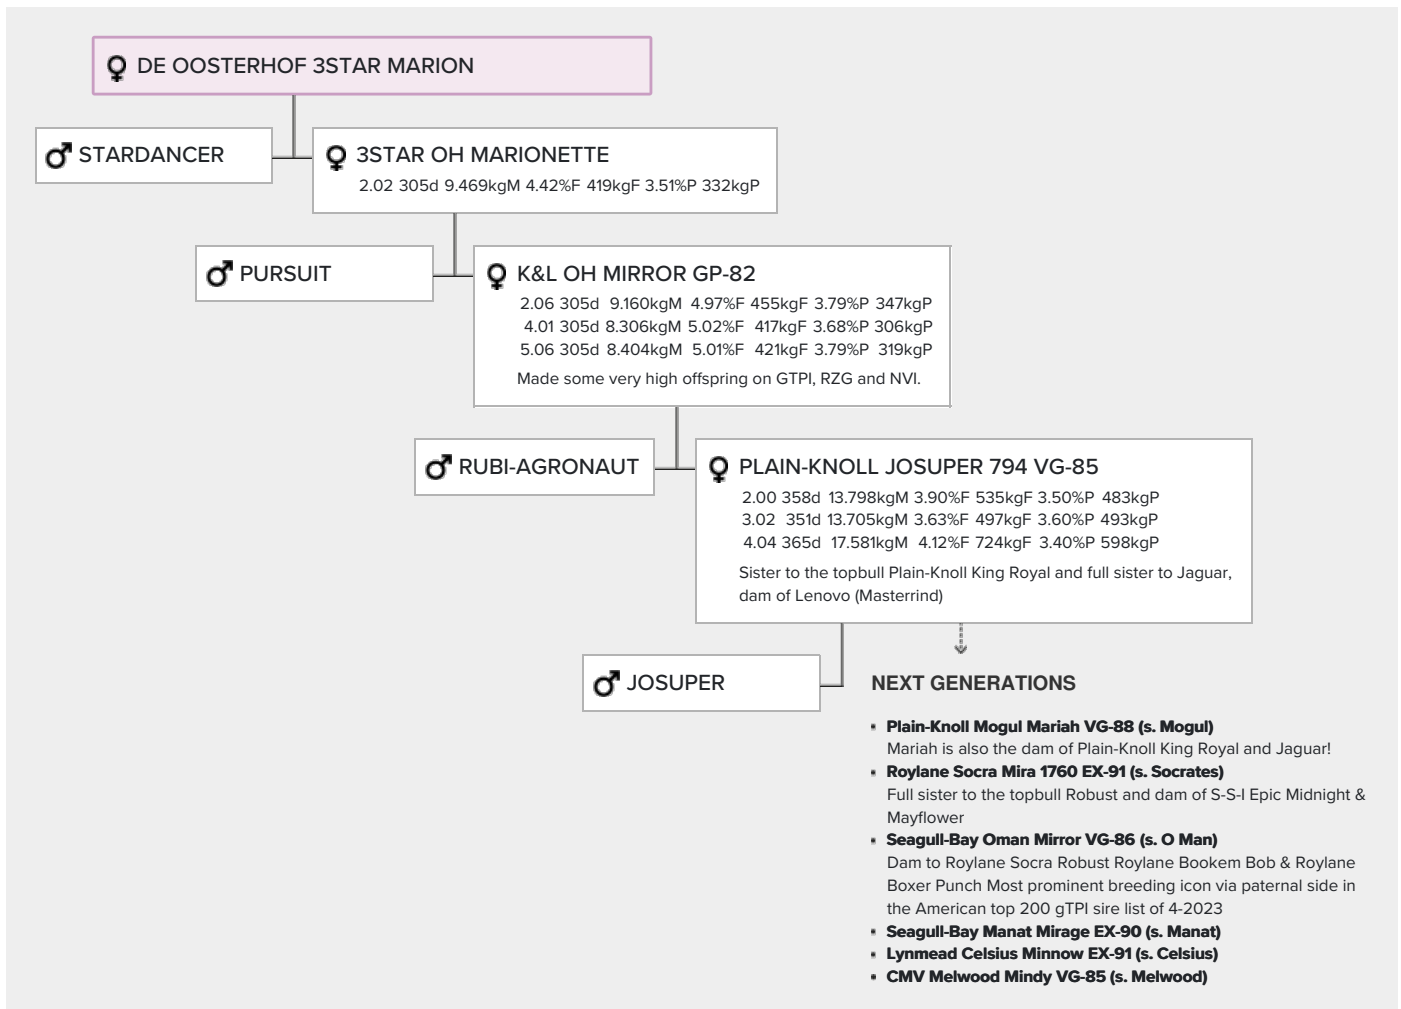 DE OOSTERHOF 3STAR MARION
STARDANCER
3STAR OH MARIONETTE
2.02 305d 9.469kgM 4.42%F 419kgF 3.51%P 332kgP
PURSUIT
K&L OH MIRROR GP-82
2.06 305d 9.160kgM 4.97%F 455kgF 3.79%P 347kgP
4.01 305d 8.306kgM 5.02%F 417kgF 3.68%P 306kgP
5.06 305d 8.404kgM 5.01%F 421kgF 3.79%P 319kgP
Made some very high offspring on GTPI, RZG and NVI.
RUBI-AGRONAUT
PLAIN-KNOLL JOSUPER 794 VG-85
2.00 358d 13.798kgM 3.90%F 535kgF 3.50%P 483kgP
3.02 351d 13.705kgM 3.63%F 497kgF 3.60%P 493kgP
4.04 365d 17.581kgM 4.12%F 724kgF 3.40%P 598kgP
Sister to the topbull Plain-Knoll King Royal and full sister to Jaguar,
dam of Lenovo (Masterrind)
JOSUPER
NEXT GENERATIONS
Plain-Knoll Mogul Mariah VG-88 (s. Mogul)
Mariah is also the dam of Plain-Knoll King Royal and Jaguar!
Roylane Socra Mira 1760 EX-91 (s. Socrates)
Full sister to the topbull Robust and dam of S-S-I Epic Midnight &
Mayflower
Seagull-Bay Oman Mirror VG-86 (s. O Man)
Dam to Roylane Socra Robust Roylane Bookem Bob & Roylane
Boxer Punch Most prominent breeding icon via paternal side in
the American top 200 gTPI sire list of 4-2023
Seagull-Bay Manat Mirage EX-90 (s. Manat)
Lynmead Celsius Minnow EX-91 (s. Celsius)
CMV Melwood Mindy VG-85 (s. Melwood)